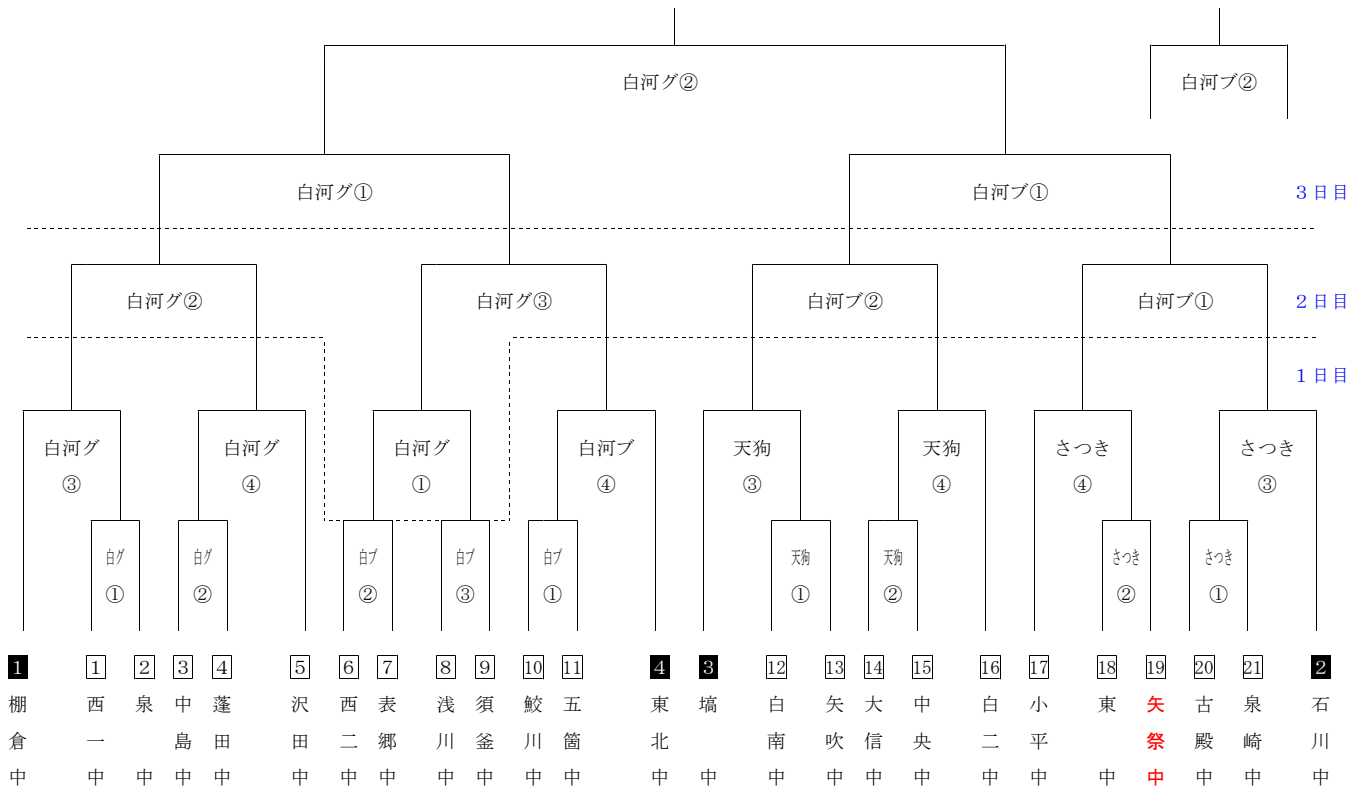 白河グ②
白河ブ②
白河グ①
白河ブ①
3日目
白河グ②
白河グ③
白河ブ②
白河ブ①
2日目
1日目
白河グ
③
白河グ
④
白河グ
①
白河ブ
④
天狗
③
天狗
④
さつき
④
さつき
③
白グ
①
白グ
②
白ブ
②
白ブ
③
白ブ
①
天狗
①
天狗
②
さつき
②
さつき
①
1
棚倉中
1
西一中
2
泉中
3
中島中
4
蓬田中
5
沢田中
6
西二中
7
表郷中
8
浅川中
9
須釜中
10
鮫川中
11
五箇中
4
東北中
3
塙中
12
白南中
13
矢吹中
14
大信中
15
中央中
16
白二中
17
小平中
18
東中
19
矢祭中
20
古殿中
21
泉崎中
2
石川中